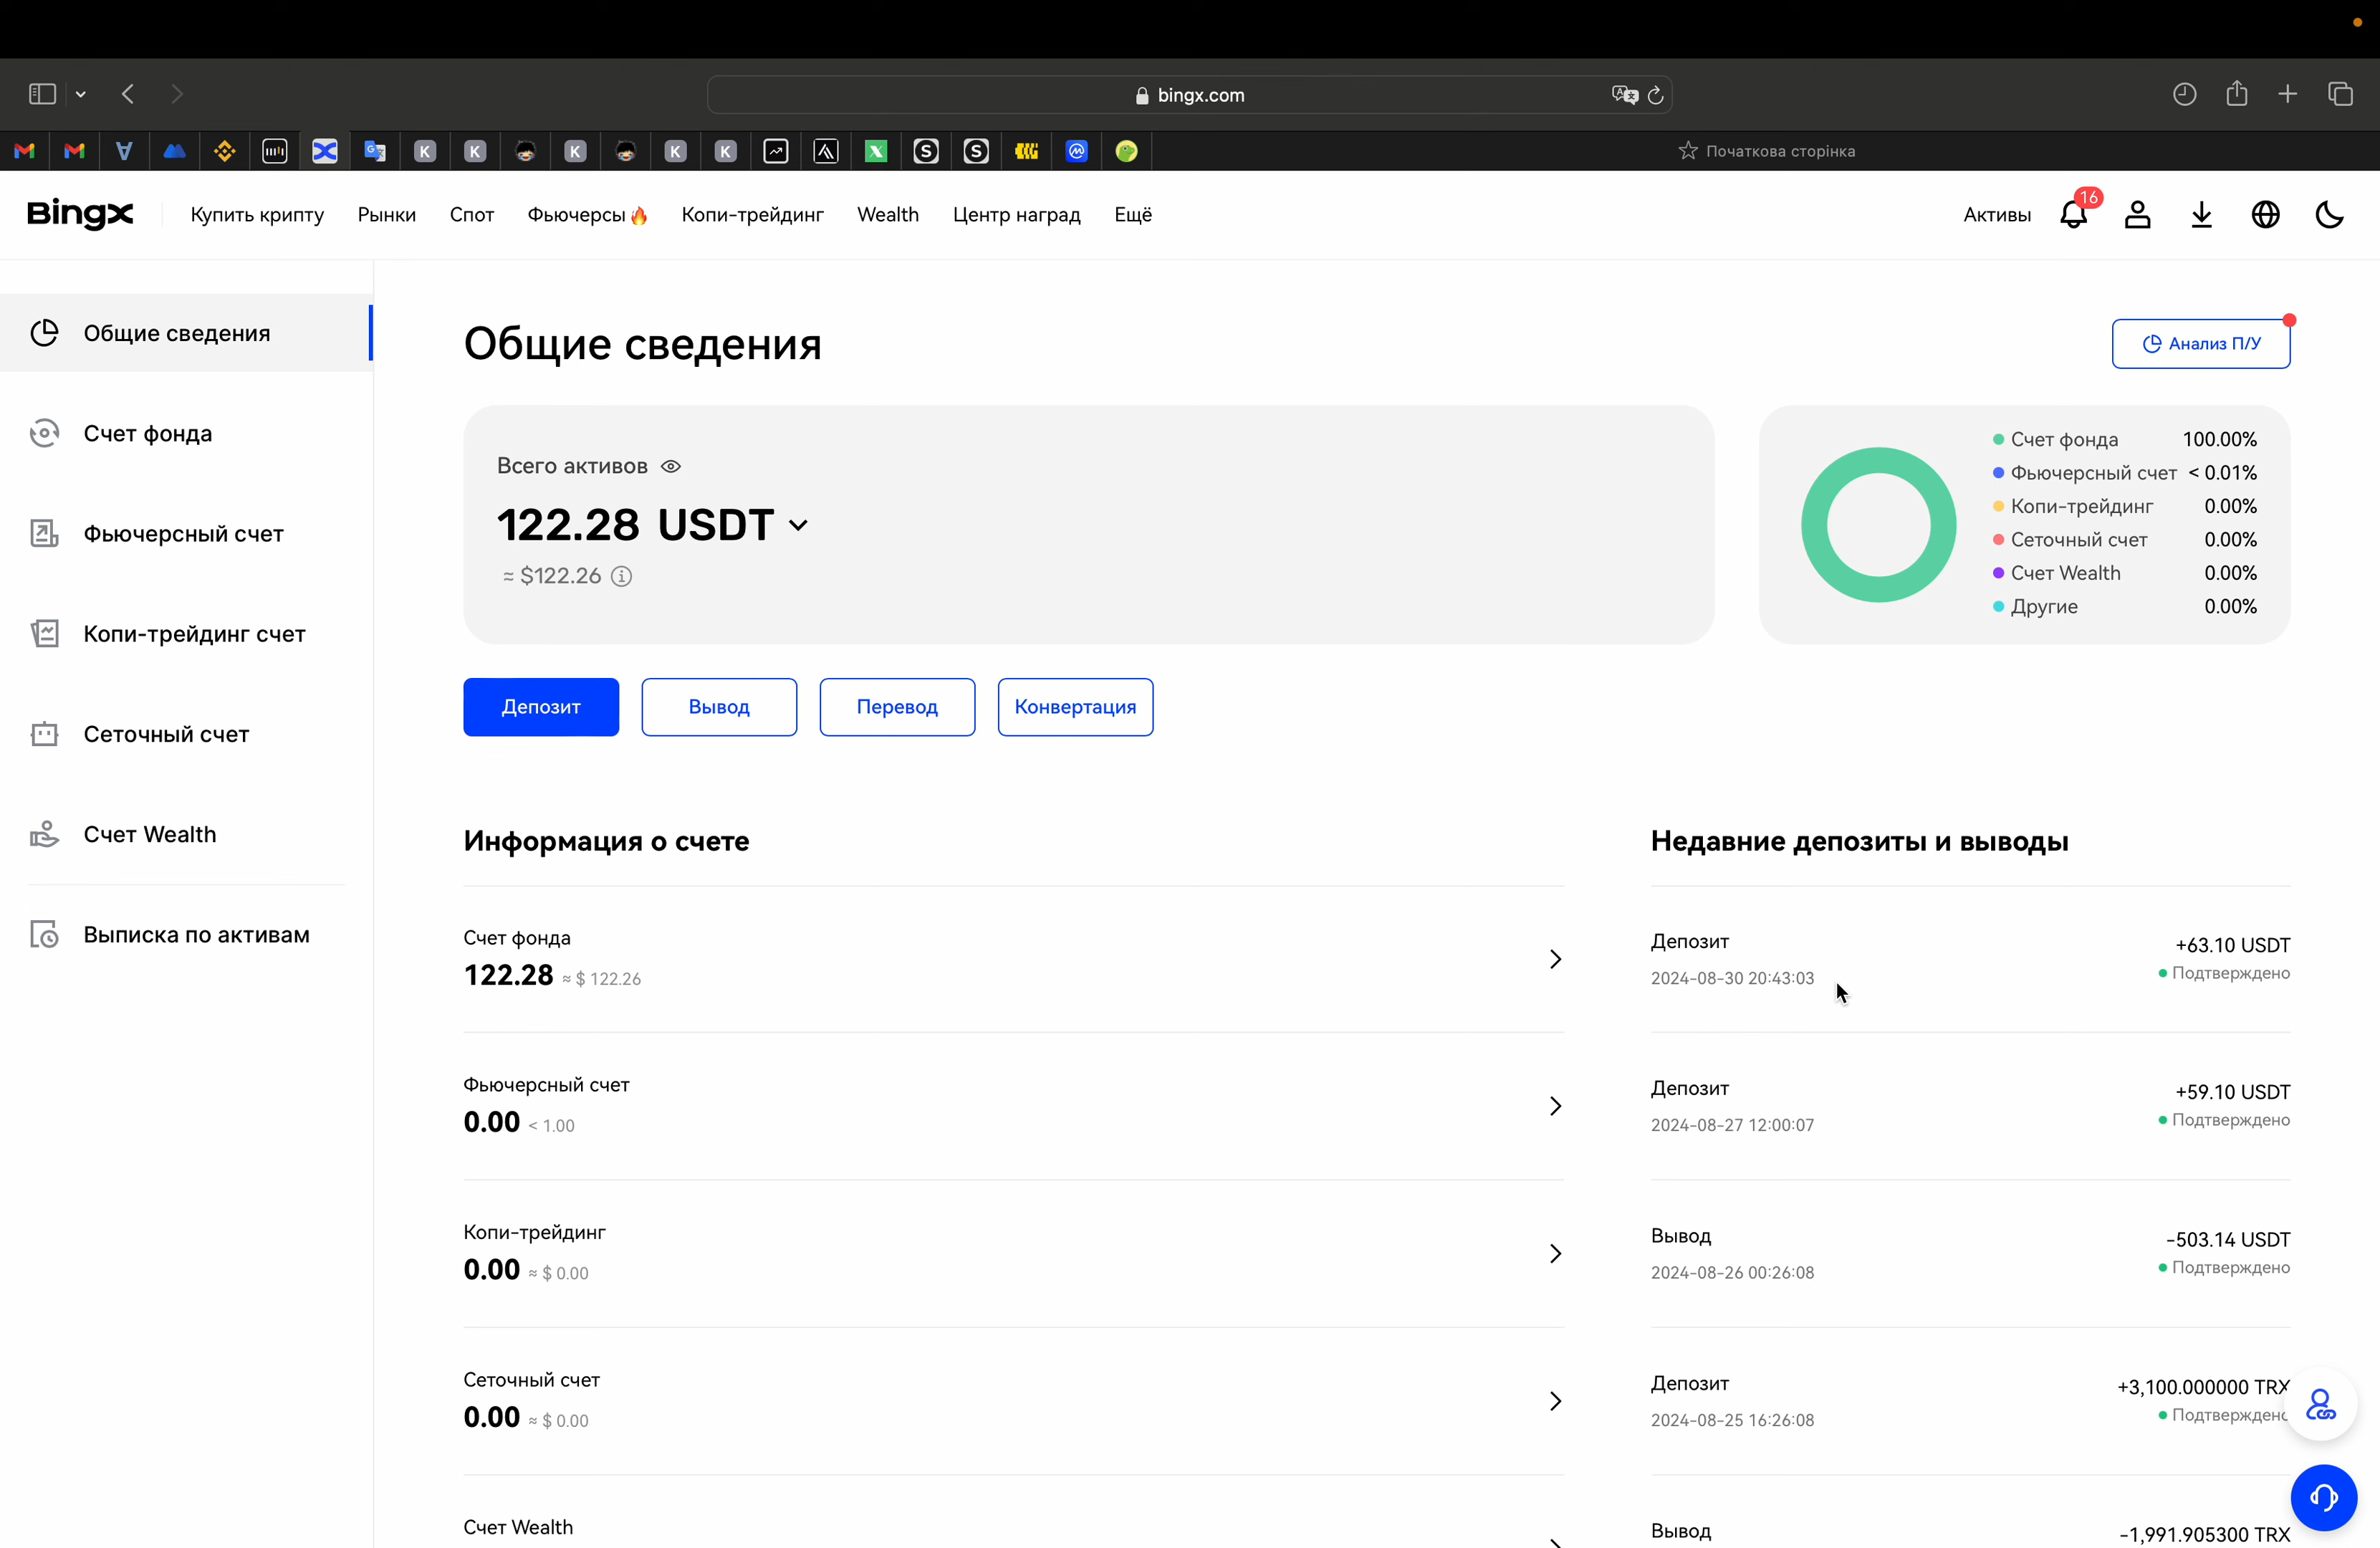 bingx.com
Початкова сторінка
BingX
Купить крипту
Рынки
Спот
Фьючерсы
Копи-трейдинг
Wealth
Центр наград
Ещё
Активы
16
Общие сведения
Счет фонда
Фьючерсный счет
Копи-трейдинг счет
Сеточный счет
Счет Wealth
Выписка по активам
Общие сведения
Анализ П/У
Всего активов
122.28 USDT
≈ $122.26
Счет фонда 100.00%
Фьючерсный счет < 0.01%
Копи-трейдинг 0.00%
Сеточный счет 0.00%
Счет Wealth 0.00%
Другие 0.00%
Депозит
Вывод
Перевод
Конвертация
Информация о счете
Счет фонда
122.28 ≈ $ 122.26
Фьючерсный счет
0.00 < 1.00
Копи-трейдинг
0.00 ≈ $ 0.00
Сеточный счет
0.00 ≈ $ 0.00
Счет Wealth
Недавние депозиты и выводы
Депозит +63.10 USDT
2024-08-30 20:43:03 Подтверждено
Депозит +59.10 USDT
2024-08-27 12:00:07 Подтверждено
Вывод -503.14 USDT
2024-08-26 00:26:08 Подтверждено
Депозит +3,100.000000 TRX
2024-08-25 16:26:08 Подтверждено
Вывод -1,991.905300 TRX